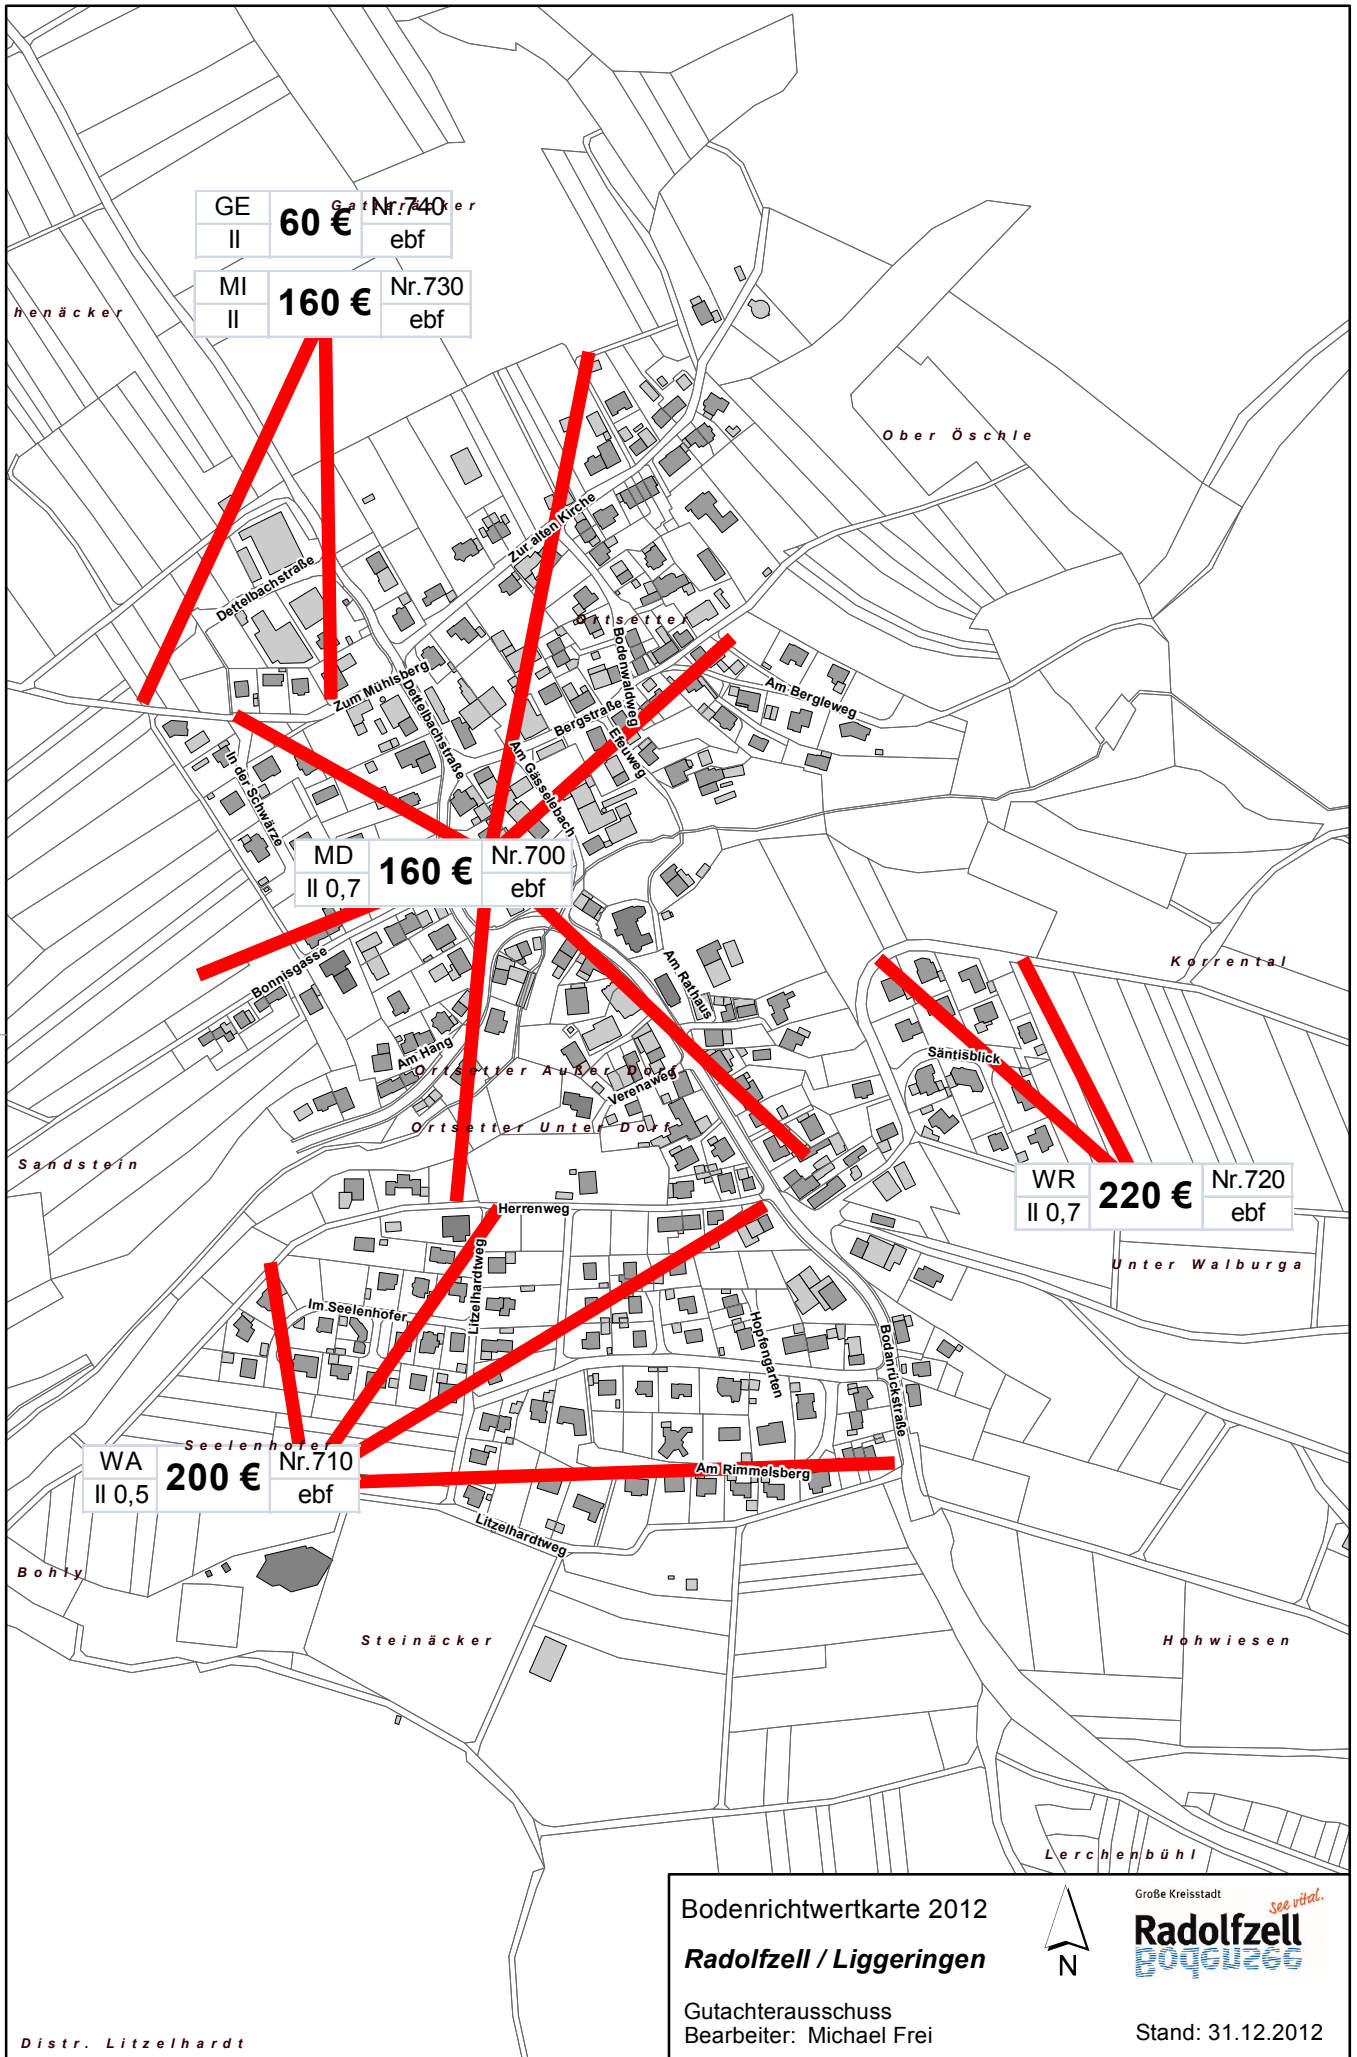 GE
II
60 €
Nr.740
ebf
Gatteräcker
MI
II
160 €
Nr.730
ebf
henäcker
Ober Öschle
Zur alten Kirche
Dettelbachstraße
Ortsetter
Bodenwaldweg
Zum Mühlsberg
Dettelbachstraße
Am Bergleweg
Bergstraße
Efeuweg
Am Gässelebach
In der Schwärze
MD
II 0,7
160 €
Nr.700
ebf
Bonnisgasse
Am Rathaus
Korrental
Am Hang
Säntisblick
Ortsetter Außer Dorf
Verenaweg
Ortsetter Unter Dorf
Sandstein
WR
II 0,7
220 €
Nr.720
ebf
Herrenweg
Litzelhardtweg
Unter Walburga
Im Seelenhofer
Hopfengarten
Bodanrückstraße
Seelenhofer
WA
II 0,5
200 €
Nr.710
ebf
Am Rimmelsberg
Litzelhardtweg
Bohly
Steinäcker
Hohwiesen
Lerchenbühl
Distr. Litzelhardt
Bodenrichtwertkarte 2012
Radolfzell / Liggeringen
Gutachterausschuss
Bearbeiter: Michael Frei
N
Große Kreisstadt
See vital.
Radolfzell
Bodensee
Stand: 31.12.2012